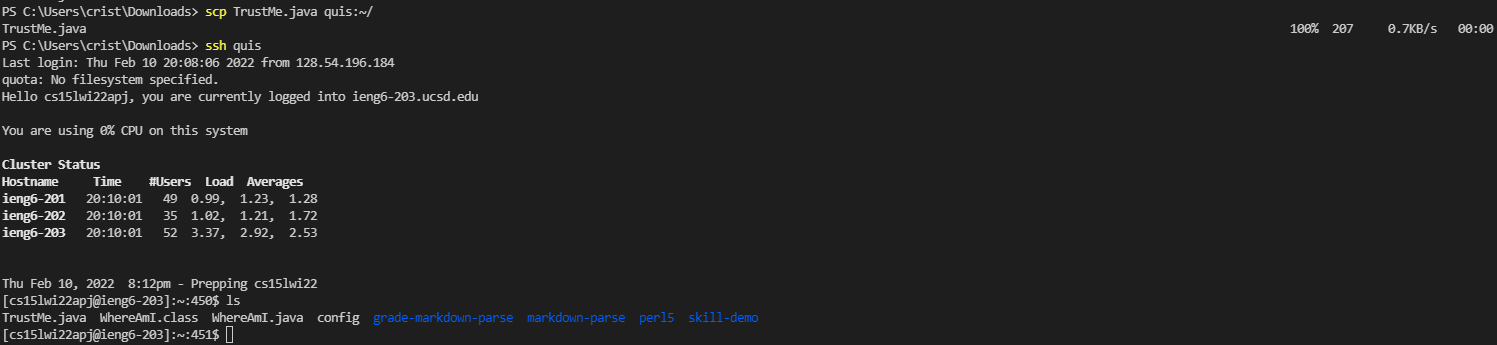 PS C:\Users\crist\Downloads> scp TrustMe.java quis:~/
TrustMe.java 100% 207 0.7KB/s 00:00
PS C:\Users\crist\Downloads> ssh quis
Last login: Thu Feb 10 20:08:06 2022 from 128.54.196.184
quota: No filesystem specified.
Hello cs15lwi22apj, you are currently logged into ieng6-203.ucsd.edu
You are using 0% CPU on this system
Cluster Status
Hostname Time #Users Load Averages
ieng6-201 20:10:01 49 0.99, 1.23, 1.28
ieng6-202 20:10:01 35 1.02, 1.21, 1.72
ieng6-203 20:10:01 52 3.37, 2.92, 2.53
Thu Feb 10, 2022 8:12pm - Prepping cs15lwi22
[cs15lwi22apj@ieng6-203]:~:450$ ls
TrustMe.java WhereAmI.class WhereAmI.java config grade-markdown-parse markdown-parse perl5 skill-demo
[cs15lwi22apj@ieng6-203]:~:451$